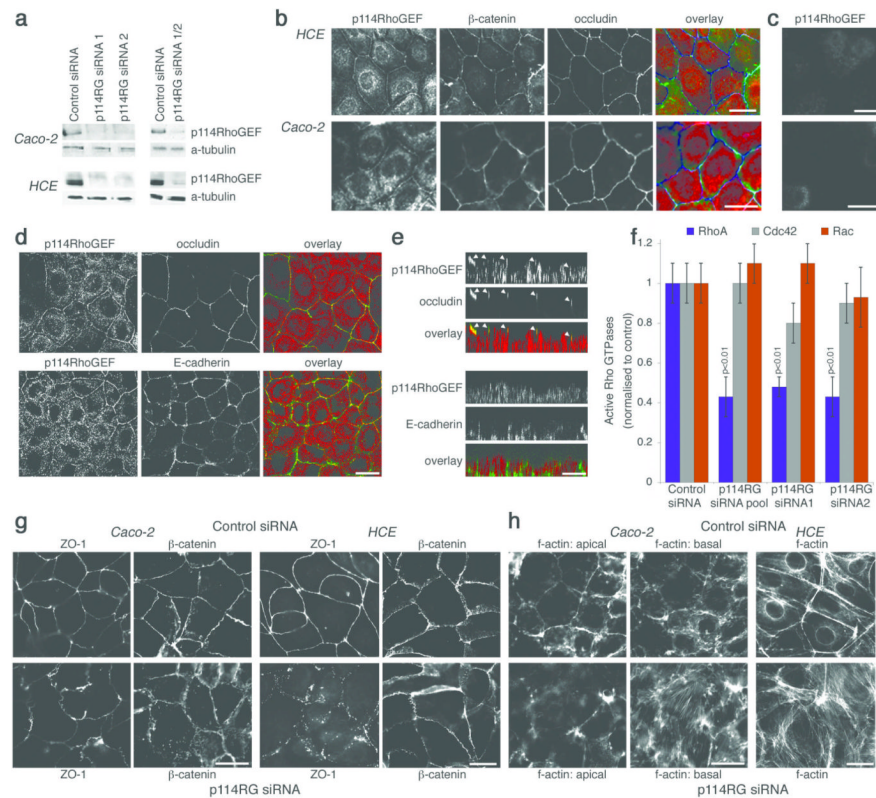 a
Control siRNA
p114RG siRNA 1
p114RG siRNA 2
Control siRNA
p114RG siRNA 1/2
Caco-2
p114RhoGEF
a-tubulin
HCE
p114RhoGEF
a-tubulin
b
HCE
p114RhoGEF
β-catenin
occludin
overlay
Caco-2
c
p114RhoGEF
d
p114RhoGEF
occludin
overlay
p114RhoGEF
E-cadherin
overlay
e
p114RhoGEF
occludin
overlay
p114RhoGEF
E-cadherin
overlay
f
RhoA
Cdc42
Rac
Active Rho GTPases
(normalised to control)
1.2
1
0.8
0.6
0.4
0.2
0
p<0.01
p<0.01
p<0.01
Control siRNA
p114RG siRNA pool
p114RG siRNA1
p114RG siRNA2
g
Caco-2
Control siRNA
HCE
ZO-1
β-catenin
ZO-1
β-catenin
ZO-1
β-catenin
ZO-1
β-catenin
p114RG siRNA
h
Caco-2
Control siRNA
HCE
f-actin: apical
f-actin: basal
f-actin
f-actin: apical
f-actin: basal
f-actin
p114RG siRNA